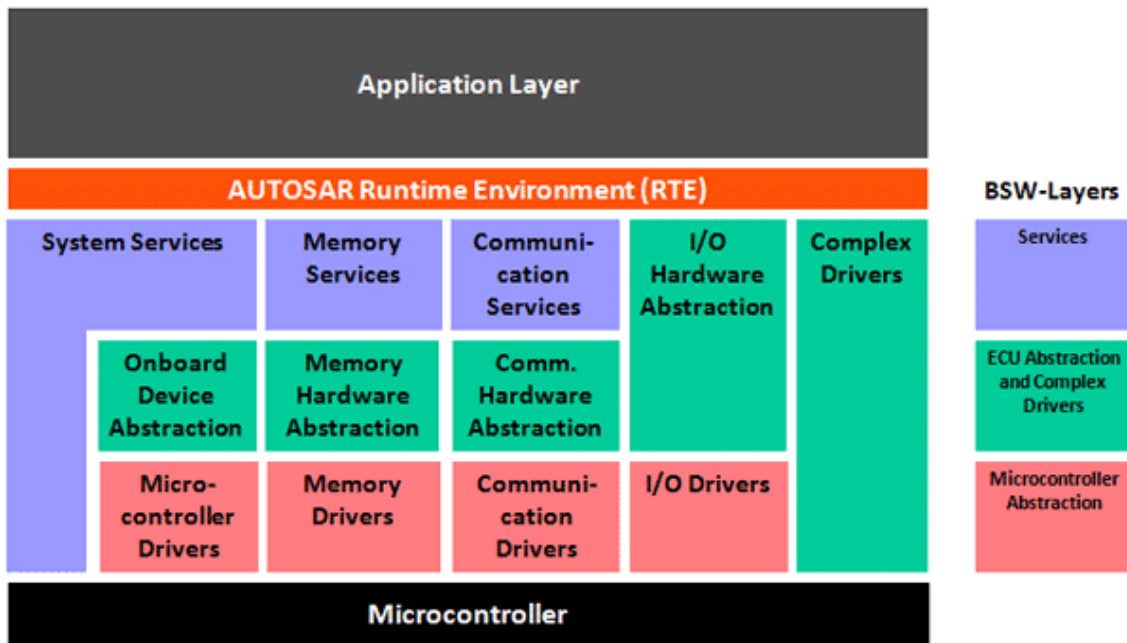 Application Layer
AUTOSAR Runtime Environment (RTE)
BSW-Layers
System Services
Memory
Services
Communi-
cation
Services
I/O
Hardware
Abstraction
Complex
Drivers
Services
Onboard
Device
Abstraction
Memory
Hardware
Abstraction
Comm.
Hardware
Abstraction
ECU Abstraction
and Complex
Drivers
Micro-
controller
Drivers
Memory
Drivers
Communi-
cation
Drivers
I/O Drivers
Microcontroller
Abstraction
Microcontroller